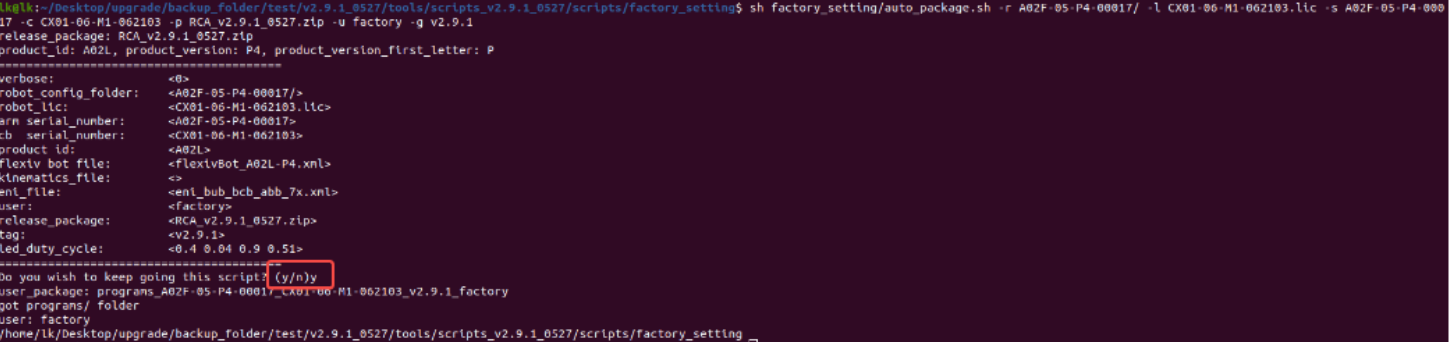 lk@lk:~/Desktop/upgrade/backup_folder/test/v2.9.1_0527/tools/scripts_v2.9.1_0527/scripts/factory_setting$ sh factory_setting/auto_package.sh -r A02F-05-P4-00017/ -l CX01-06-M1-062103.lic -s A02F-05-P4-000
17 -c CX01-06-M1-062103 -p RCA_v2.9.1_0527.zip -u factory -g v2.9.1
release_package: RCA_v2.9.1_0527.zip
product_id: A02L, product_version: P4, product_version_first_letter: P
========================================
verbose: <0>
robot_config_folder: <A02F-05-P4-00017/>
robot_lic: <CX01-06-M1-062103.lic>
arm serial_number: <A02F-05-P4-00017>
cb serial_number: <CX01-06-M1-062103>
product id: <A02L>
flexiv bot file: <flexivBot_A02L-P4.xml>
kinematics_file: <>
eni_file: <eni_bub_bcb_abb_7x.xml>
user: <factory>
release_package: <RCA_v2.9.1_0527.zip>
tag: <v2.9.1>
led_duty_cycle: <0.4 0.04 0.9 0.51>
========================================
Do you wish to keep going this script? (y/n)y
user_package: programs_A02F-05-P4-00017_CX01-06-M1-062103_v2.9.1_factory
got programs/ folder
user: factory
/home/lk/Desktop/upgrade/backup_folder/test/v2.9.1_0527/tools/scripts_v2.9.1_0527/scripts/factory_setting